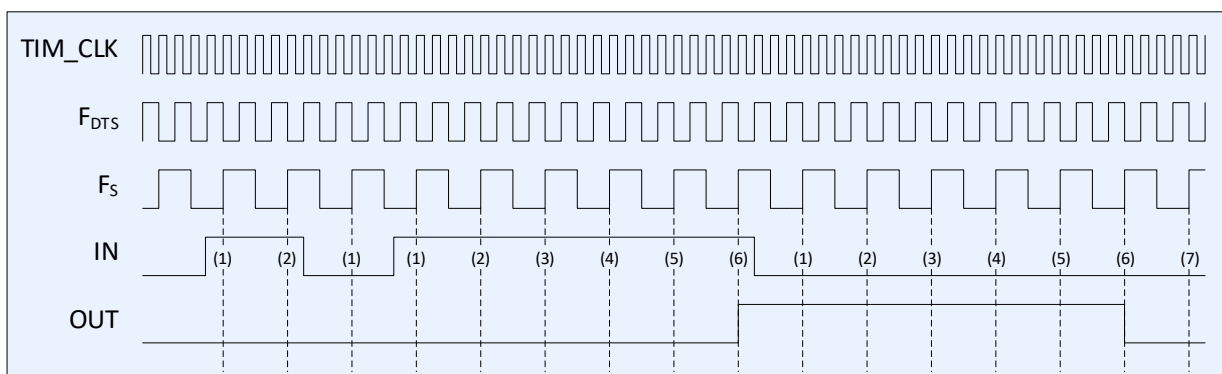 TIM_CLK
FDTS
FS
IN
(1) (2) (1) (1) (2) (3) (4) (5) (6) (1) (2) (3) (4) (5) (6) (7)
OUT